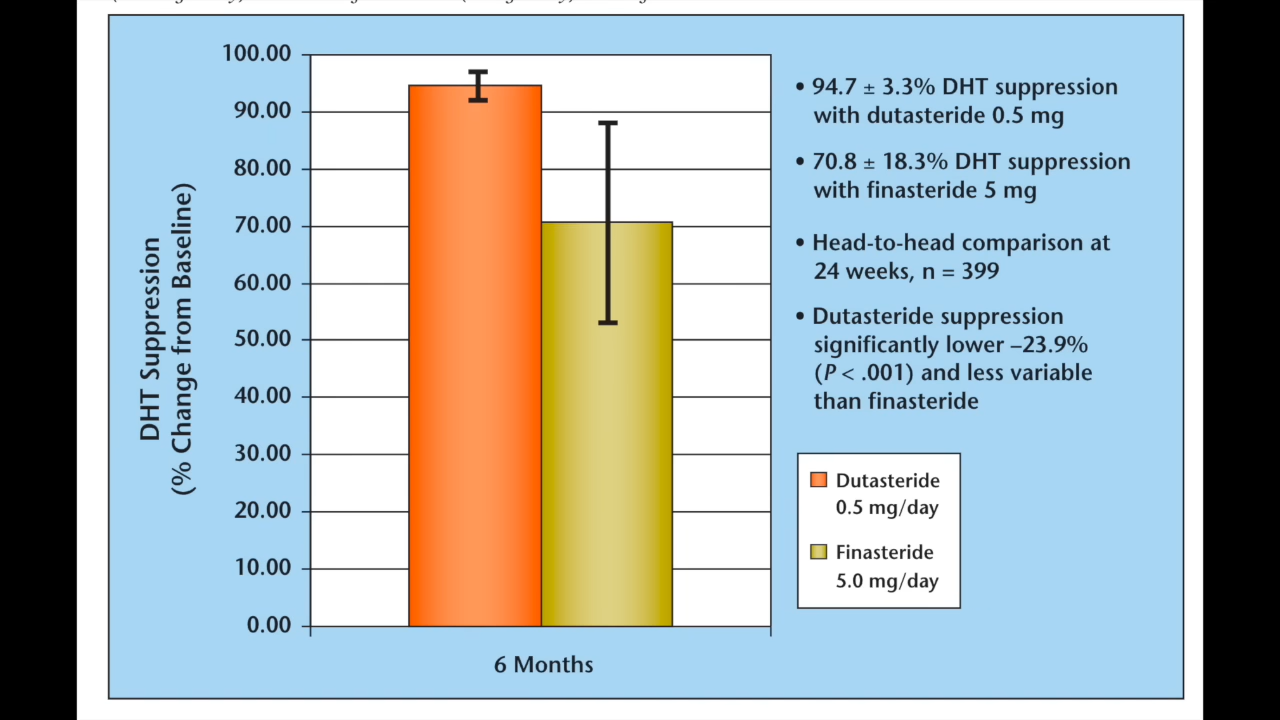 100.00
90.00
80.00
70.00
60.00
50.00
40.00
30.00
20.00
10.00
0.00
DHT Suppression
(% Change from Baseline)
6 Months
• 94.7 ± 3.3% DHT suppression
with dutasteride 0.5 mg
• 70.8 ± 18.3% DHT suppression
with finasteride 5 mg
• Head-to-head comparison at
24 weeks, n = 399
• Dutasteride suppression
significantly lower –23.9%
(P < .001) and less variable
than finasteride
Dutasteride
0.5 mg/day
Finasteride
5.0 mg/day